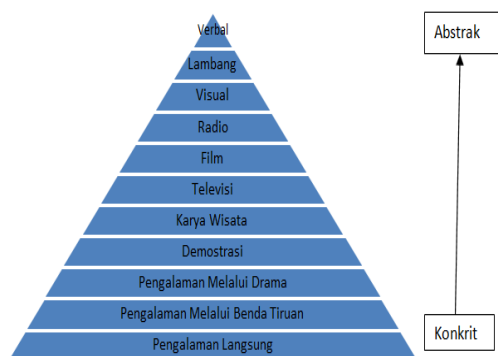 Verbal
Lambang
Visual
Radio
Film
Televisi
Karya Wisata
Demostrasi
Pengalaman Melalui Drama
Pengalaman Melalui Benda Tiruan
Pengalaman Langsung
Abstrak
Konkrit